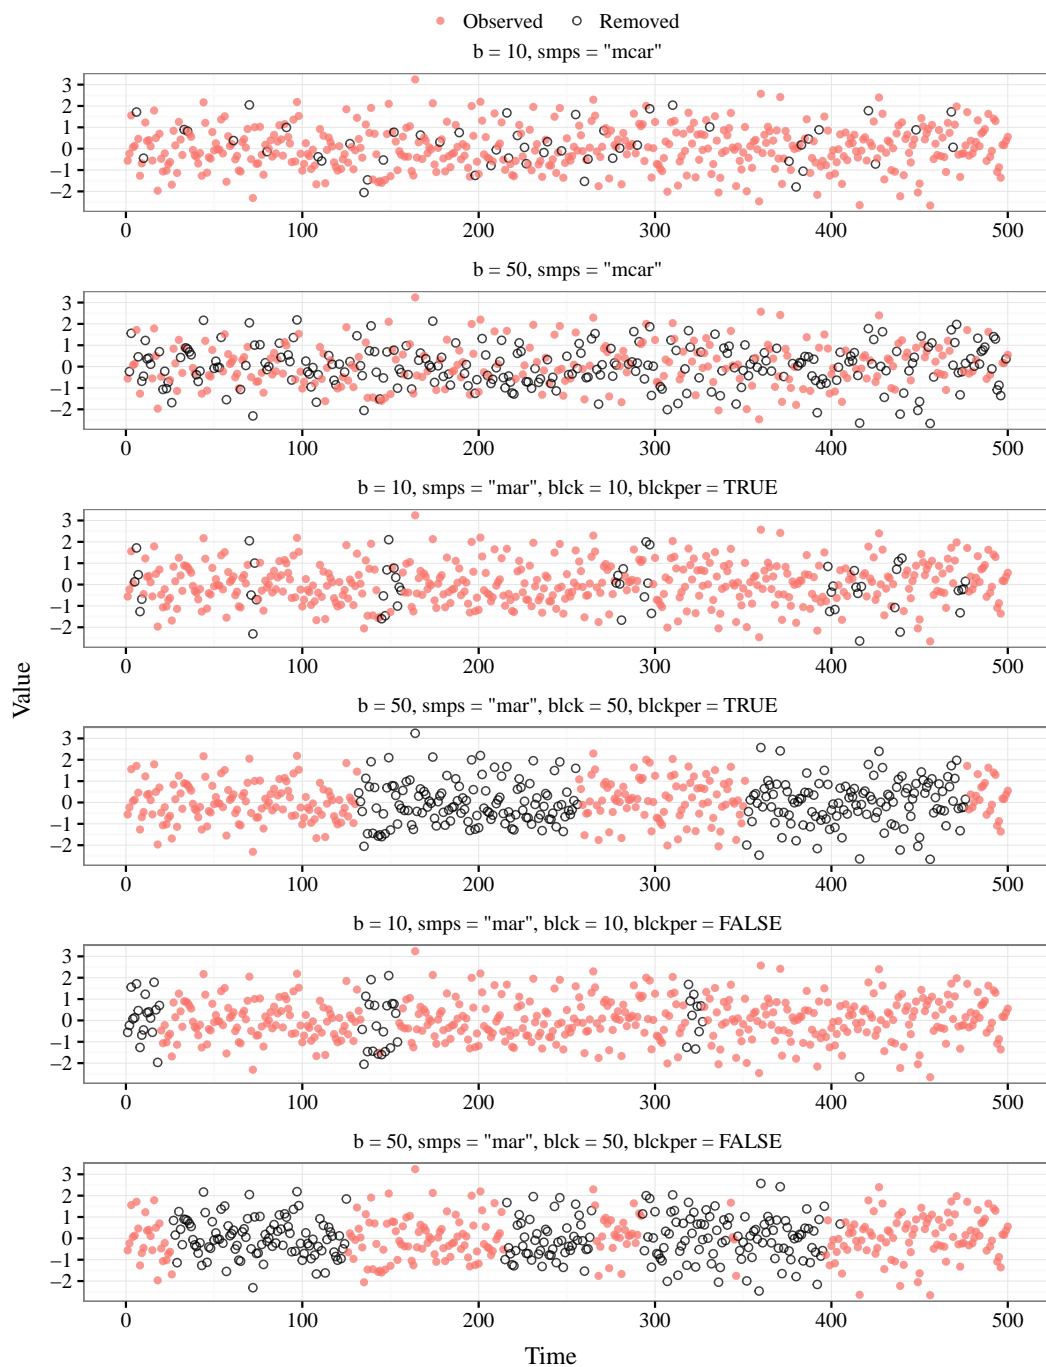 Observed Removed
b = 10, smps = "mcar"
3
2
1
0
−1
−2
0 100 200 300 400 500
b = 50, smps = "mcar"
3
2
1
0
−1
−2
0 100 200 300 400 500
b = 10, smps = "mar", blck = 10, blckper = TRUE
3
2
1
0
−1
−2
0 100 200 300 400 500
b = 50, smps = "mar", blck = 50, blckper = TRUE
3
2
1
0
−1
−2
0 100 200 300 400 500
b = 10, smps = "mar", blck = 10, blckper = FALSE
3
2
1
0
−1
−2
0 100 200 300 400 500
b = 50, smps = "mar", blck = 50, blckper = FALSE
3
2
1
0
−1
−2
0 100 200 300 400 500
Value
Time